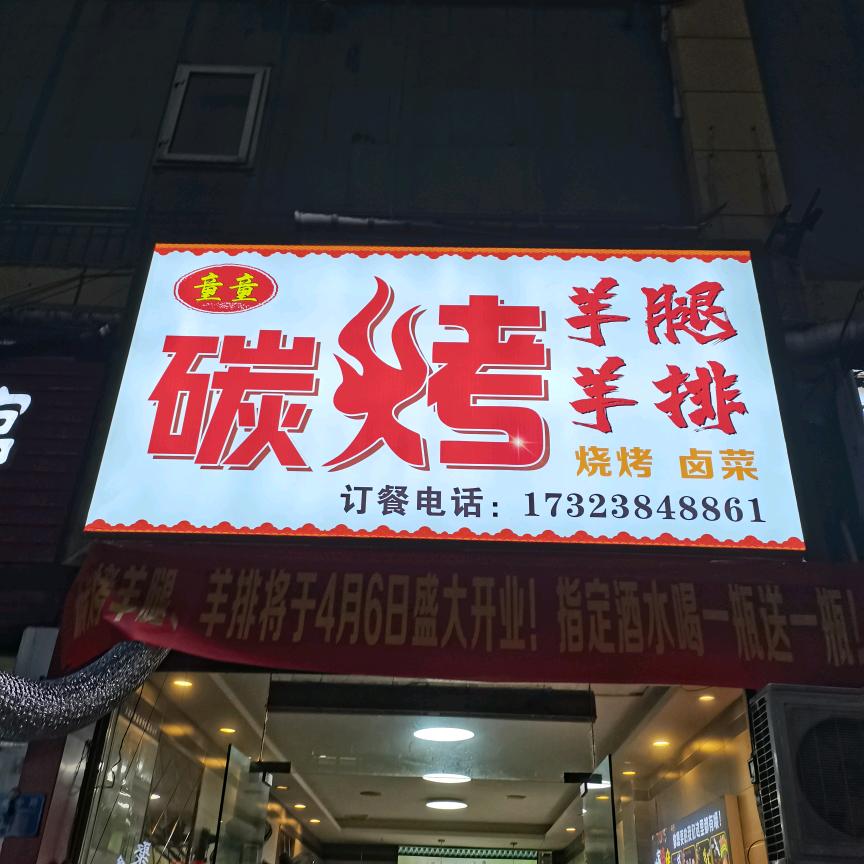 童童
碳烤
羊腿
羊排
烧烤 卤菜
订餐电话：17323848861
烤羊腿、羊排将于4月6日盛大开业！指定酒水喝一瓶送一瓶！
馆